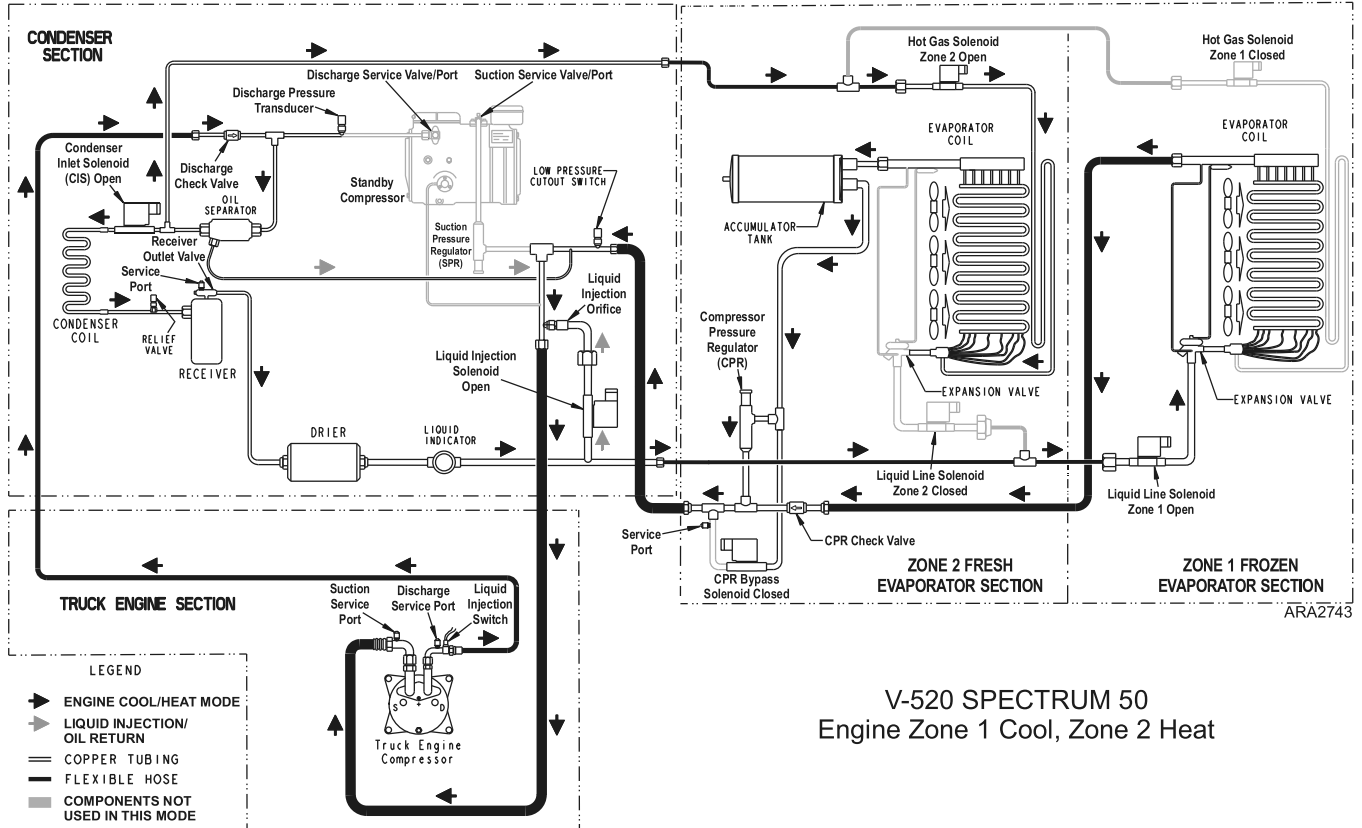 CONDENSER
SECTION
Discharge Service Valve/Port
Suction Service Valve/Port
Discharge Pressure
Transducer
Condenser
Inlet Solenoid
(CIS) Open
Discharge
Check Valve
Standby
Compressor
LOW PRESSURE
CUTOUT SWITCH
OIL
SEPARATOR
Receiver
Outlet Valve
Service
Port
Suction
Pressure
Regulator
(SPR)
Liquid
Injection
Orifice
CONDENSER
COIL
RELIEF
VALVE
RECEIVER
Liquid Injection
Solenoid
Open
DRIER
LIQUID
INDICATOR
Hot Gas Solenoid
Zone 2 Open
Hot Gas Solenoid
Zone 1 Closed
EVAPORATOR
COIL
EVAPORATOR
COIL
ACCUMULATOR
TANK
Compressor
Pressure
Regulator
(CPR)
EXPANSION VALVE
EXPANSION VALVE
Liquid Line Solenoid
Zone 2 Closed
Liquid Line Solenoid
Zone 1 Open
Service
Port
CPR Check Valve
CPR Bypass
Solenoid Closed
ZONE 2 FRESH
EVAPORATOR SECTION
ZONE 1 FROZEN
EVAPORATOR SECTION
ARA2743
TRUCK ENGINE SECTION
Suction
Service
Port
Discharge
Service Port
Liquid
Injection
Switch
S
D
Truck Engine
Compressor
LEGEND
ENGINE COOL/HEAT MODE
LIQUID INJECTION/
OIL RETURN
COPPER TUBING
FLEXIBLE HOSE
COMPONENTS NOT
USED IN THIS MODE
V-520 SPECTRUM 50
Engine Zone 1 Cool, Zone 2 Heat